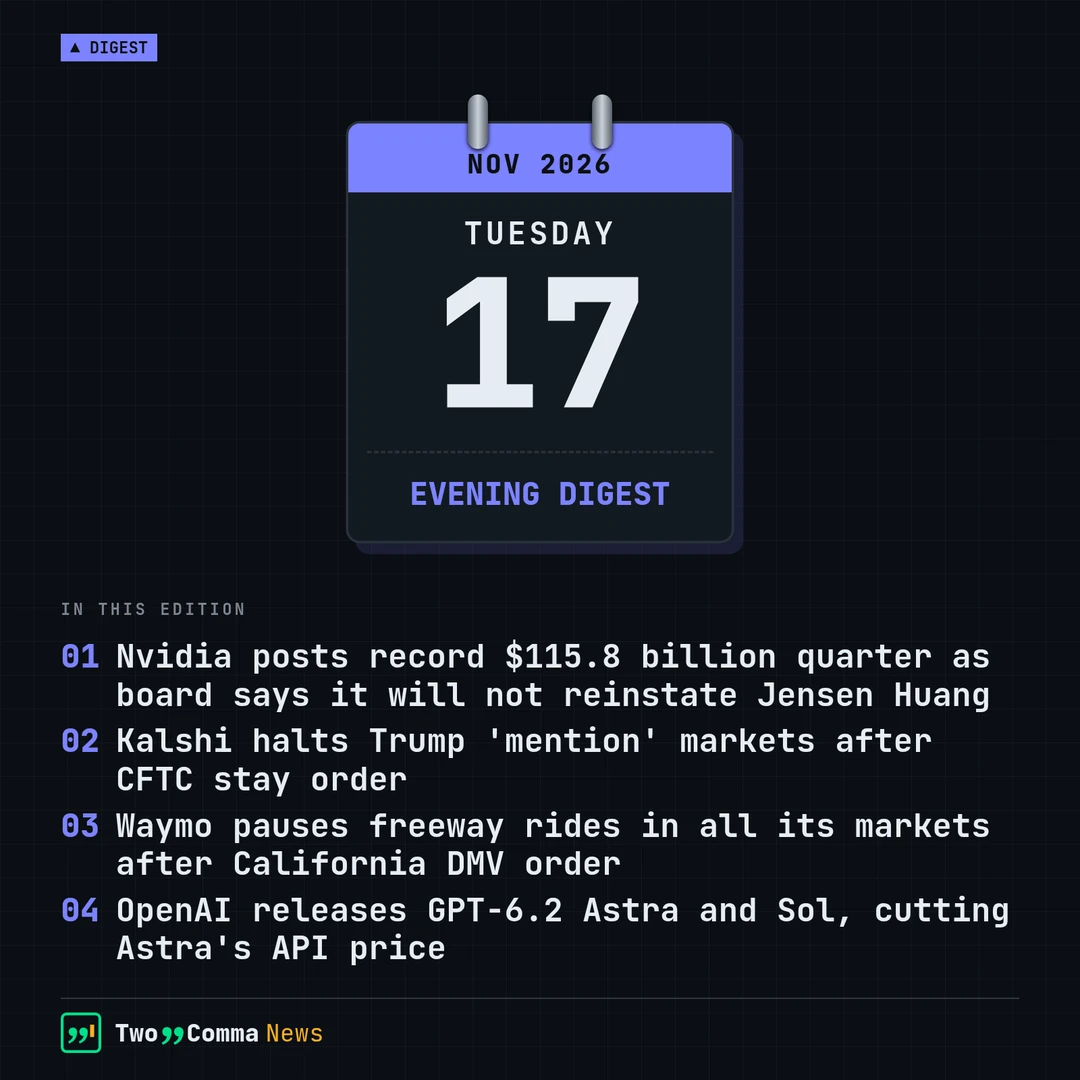 ▲ DIGEST
NOV 2026
TUESDAY
17
EVENING DIGEST
IN THIS EDITION
01 Nvidia posts record $115.8 billion quarter as
board says it will not reinstate Jensen Huang
02 Kalshi halts Trump 'mention' markets after
CFTC stay order
03 Waymo pauses freeway rides in all its markets
after California DMV order
04 OpenAI releases GPT-6.2 Astra and Sol, cutting
Astra's API price
Two,,Comma News